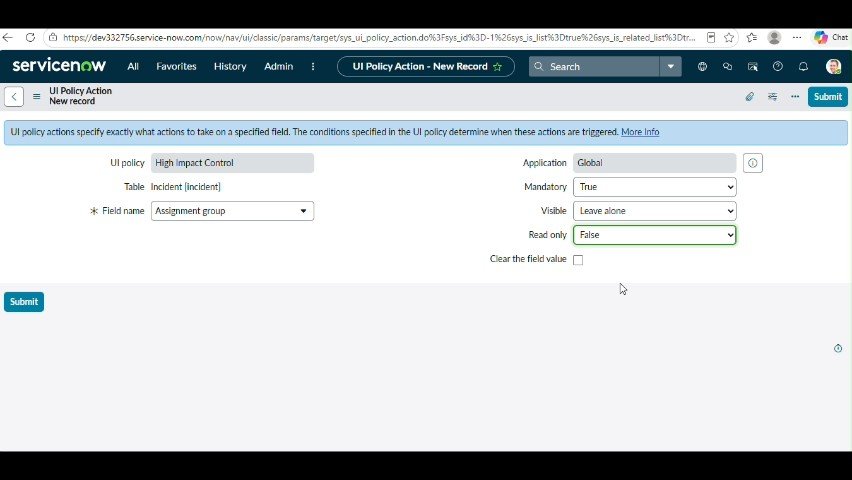 https://dev332756.service-now.com/now/nav/ui/classic/params/target/sys_ui_policy_action.do%3Fsys_id%3D-1%26sys_is_list%3Dtrue%26sys_is_related_list%3Dtr... Chat
servicenow All Favorites History Admin UI Policy Action - New Record Search
UI Policy Action
New record
Submit
UI policy actions specify exactly what actions to take on a specified field. The conditions specified in the UI policy determine when these actions are triggered. More Info
UI policy High Impact Control Application Global
Table Incident [incident] Mandatory True
Field name Assignment group Visible Leave alone
Read only False
Clear the field value
Submit